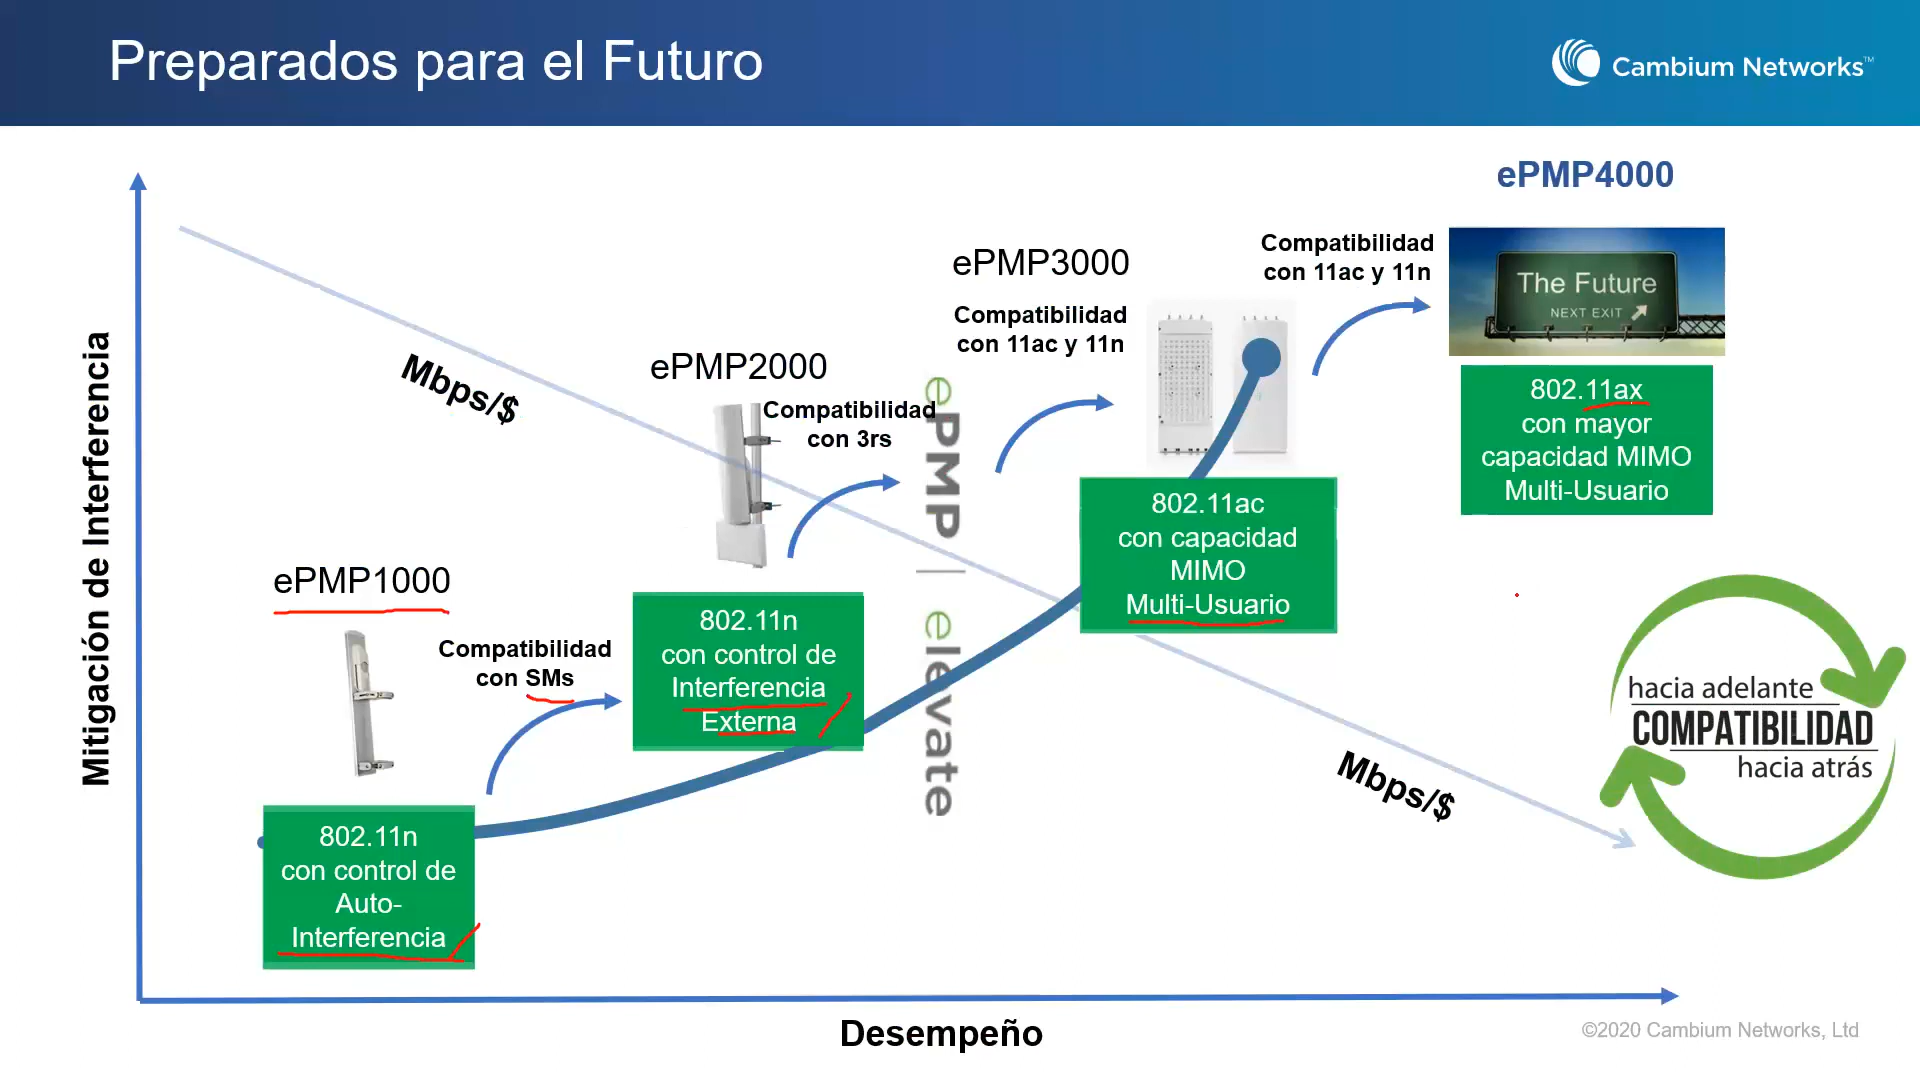 Preparados para el Futuro
Cambium Networks™
ePMP4000
Compatibilidad
con 11ac y 11n
The Future
NEXT EXIT
802.11ax
con mayor
capacidad MIMO
Multi-Usuario
ePMP3000
Compatibilidad
con 11ac y 11n
802.11ac
con capacidad
MIMO
Multi-Usuario
ePMP2000
Compatibilidad
con 3rs
ePMP | elevate
802.11n
con control de
Interferencia
Externa
ePMP1000
Compatibilidad
con SMs
802.11n
con control de
Auto-
Interferencia
Mbps/$
Mbps/$
hacia adelante
COMPATIBILIDAD
hacia atrás
Mitigación de Interferencia
Desempeño
©2020 Cambium Networks, Ltd